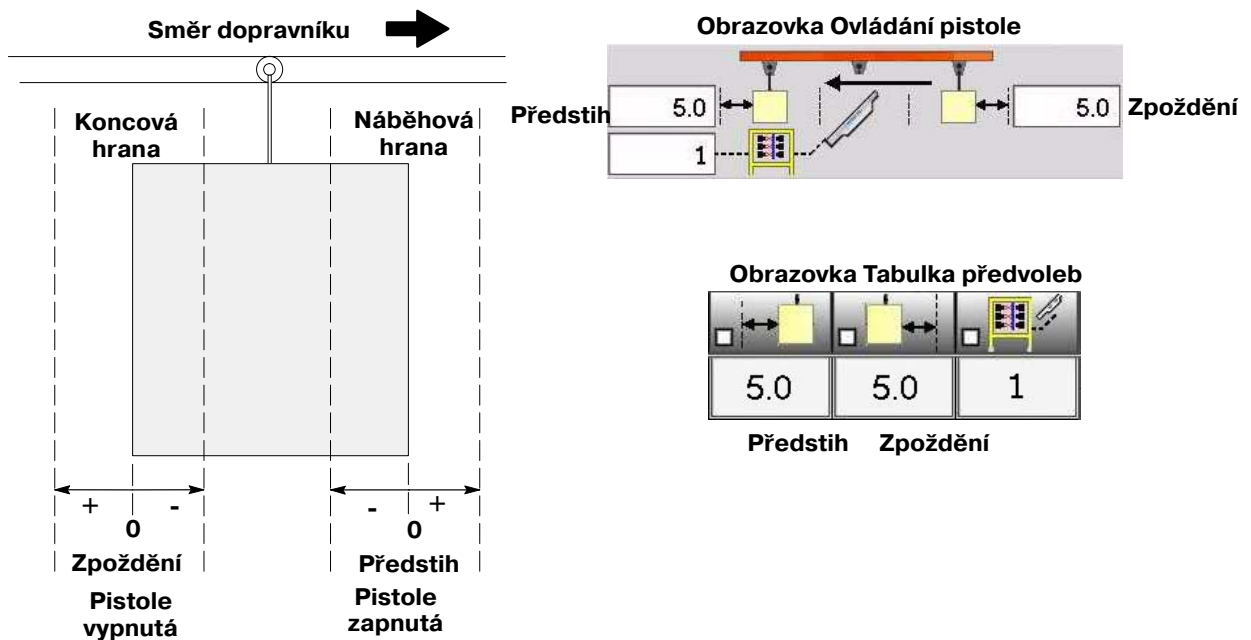 Směr dopravníku
Koncová
hrana
Náběhová
hrana
+ -
0
Zpoždění
Pistole
vypnutá
- +
0
Předstih
Pistole
zapnutá
Obrazovka Ovládání pistole
Předstih 5.0 5.0 Zpoždění
1
Obrazovka Tabulka předvoleb
5.0 5.0 1
Předstih Zpoždění